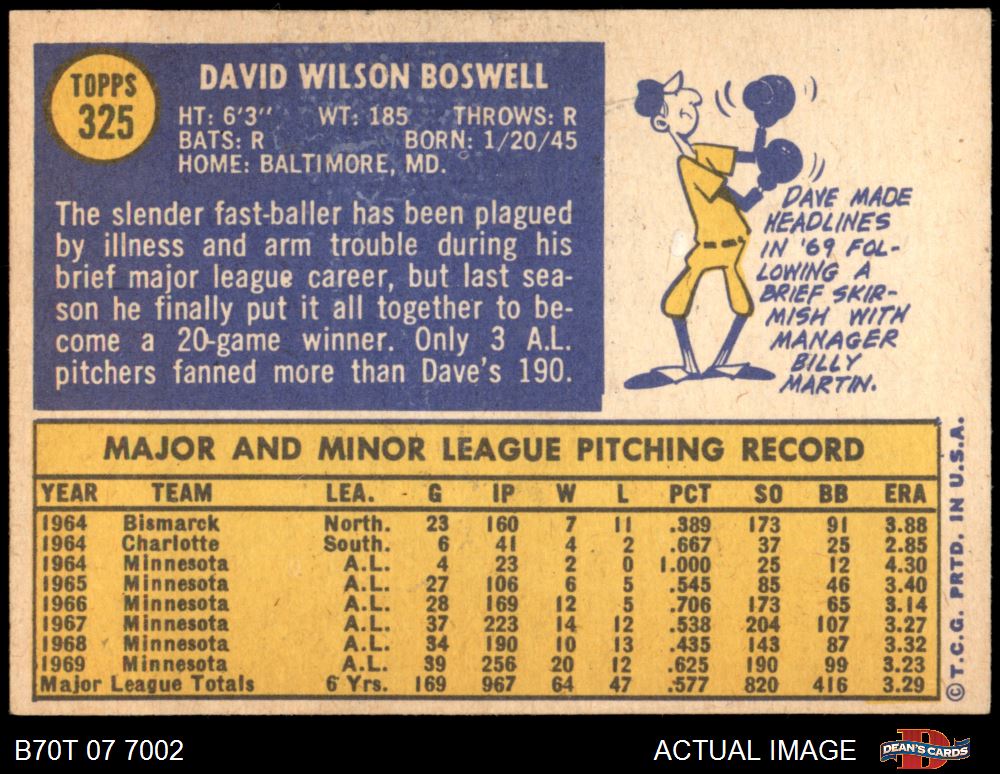 TOPPS
325
DAVID WILSON BOSWELL
HT: 6'3" WT: 185 THROWS: R
BATS: R BORN: 1/20/45
HOME: BALTIMORE, MD.
The slender fast-baller has been plagued
by illness and arm trouble during his
brief major league career, but last sea-
son he finally put it all together to be-
come a 20-game winner. Only 3 A.L.
pitchers fanned more than Dave's 190.
DAVE MADE
HEADLINES
IN '69 FOL-
LOWING A
BRIEF SKIR-
MISH WITH
MANAGER
BILLY
MARTIN.
MAJOR AND MINOR LEAGUE PITCHING RECORD
YEAR TEAM LEA. G IP W L PCT SO BB ERA
1964 Bismarck North. 23 160 7 11 .389 173 91 3.88
1964 Charlotte South. 6 41 4 2 .667 37 25 2.85
1964 Minnesota A.L. 4 23 2 0 1.000 25 12 4.30
1965 Minnesota A.L. 27 106 6 5 .545 85 46 3.40
1966 Minnesota A.L. 28 169 12 5 .706 173 65 3.14
1967 Minnesota A.L. 37 223 14 12 .538 204 107 3.27
1968 Minnesota A.L. 34 190 10 13 .435 143 87 3.32
1969 Minnesota A.L. 39 256 20 12 .625 190 99 3.23
Major League Totals 6 Yrs. 169 967 64 47 .577 820 416 3.29
© T.C.G. PRTD. IN U.S.A.
B70T 07 7002
ACTUAL IMAGE
DEAN'S CARDS